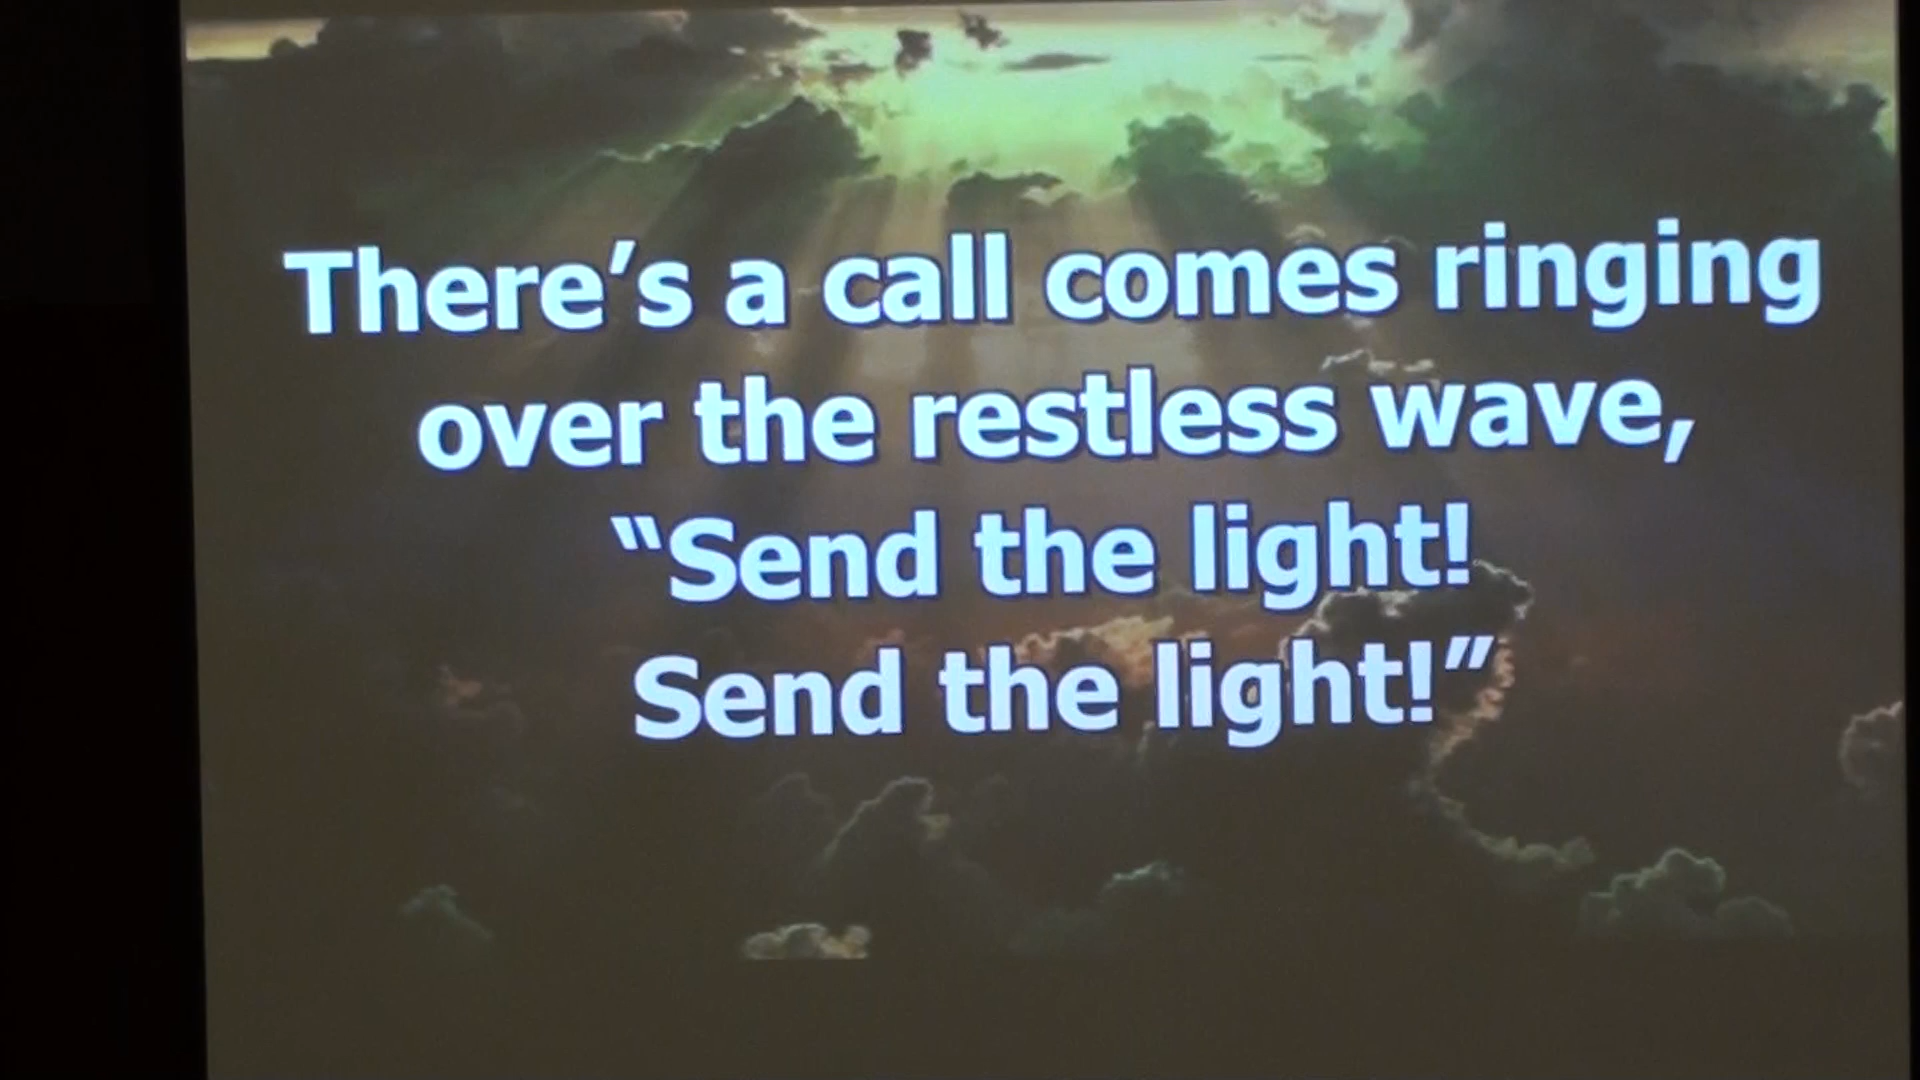 There’s a call comes ringing
over the restless wave,
“Send the light!
Send the light!”